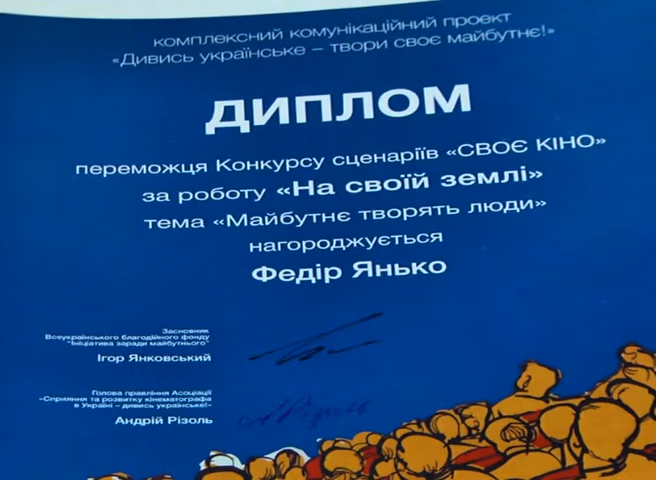 комплексний комунікаційний проект
«Дивись українське – твори своє майбутнє!»
ДИПЛОМ
переможця Конкурсу сценаріїв «СВОЄ КІНО»
за роботу «На своїй землі»
тема «Майбутнє творять люди»
нагороджується
Федір Янько
Засновник
Всеукраїнського благодійного фонду
"Ініціатива заради майбутнього"
Ігор Янковський
Голова правління Асоціації
«Сприяння та розвитку кінематографа
в Україні – дивись українське!»
Андрій Різоль